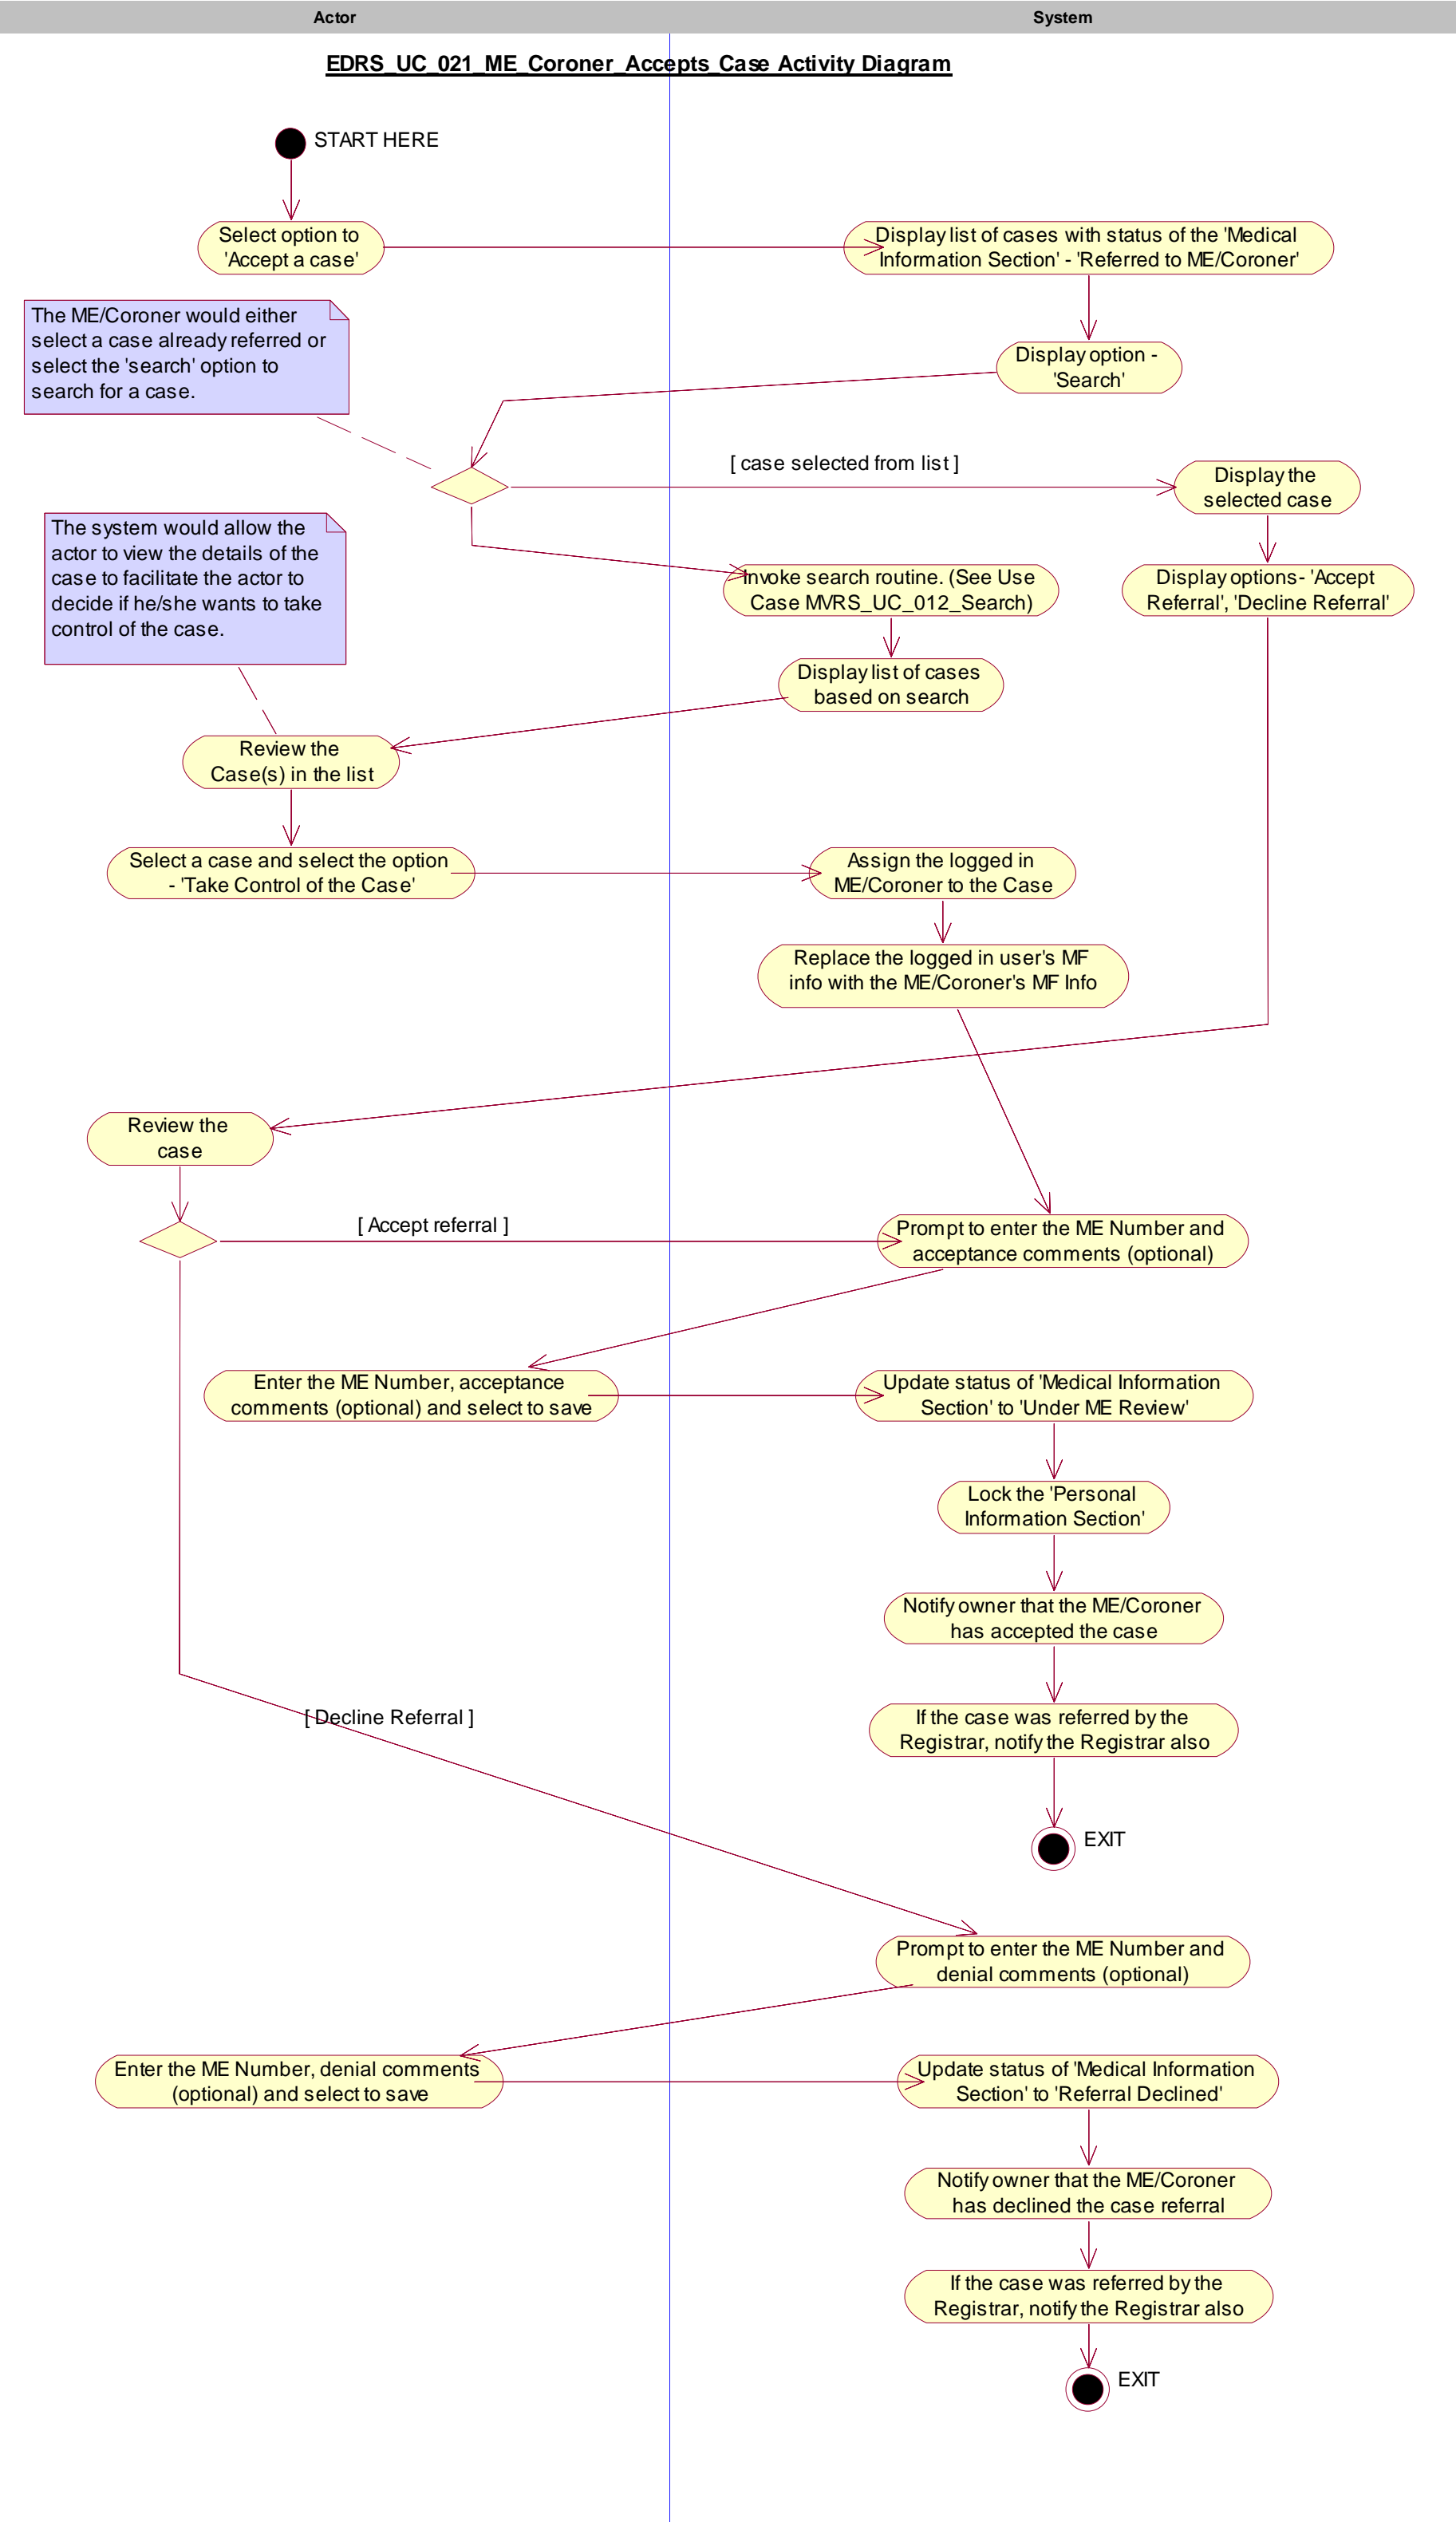 Actor
System
EDRS_UC_021_ME_Coroner_Accepts_Case Activity Diagram
START HERE
Select option to
'Accept a case'
Display list of cases with status of the 'Medical
Information Section' - 'Referred to ME/Coroner'
The ME/Coroner would either
select a case already referred or
select the 'search' option to
search for a case.
Display option -
'Search'
[ case selected from list ]
Display the
selected case
The system would allow the
actor to view the details of the
case to facilitate the actor to
decide if he/she wants to take
control of the case.
Invoke search routine. (See Use
Case MVRS_UC_012_Search)
Display options- 'Accept
Referral', 'Decline Referral'
Display list of cases
based on search
Review the
Case(s) in the list
Select a case and select the option
- 'Take Control of the Case'
Assign the logged in
ME/Coroner to the Case
Replace the logged in user's MF
info with the ME/Coroner's MF Info
Review the
case
[ Accept referral ]
Prompt to enter the ME Number and
acceptance comments (optional)
Enter the ME Number, acceptance
comments (optional) and select to save
Update status of 'Medical Information
Section' to 'Under ME Review'
Lock the 'Personal
Information Section'
Notify owner that the ME/Coroner
has accepted the case
[ Decline Referral ]
If the case was referred by the
Registrar, notify the Registrar also
EXIT
Prompt to enter the ME Number and
denial comments (optional)
Enter the ME Number, denial comments
(optional) and select to save
Update status of 'Medical Information
Section' to 'Referral Declined'
Notify owner that the ME/Coroner
has declined the case referral
If the case was referred by the
Registrar, notify the Registrar also
EXIT